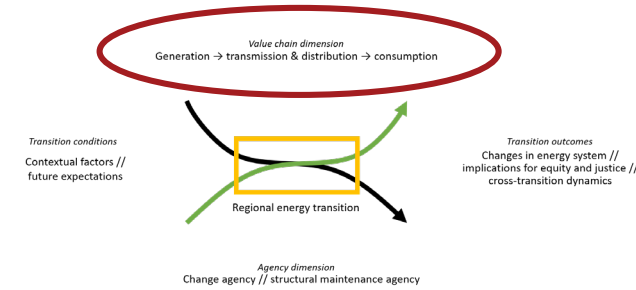 Value chain dimension
Generation → transmission & distribution → consumption
Transition conditions
Contextual factors //
future expectations
Transition outcomes
Changes in energy system //
implications for equity and justice //
cross-transition dynamics
Regional energy transition
Agency dimension
Change agency // structural maintenance agency